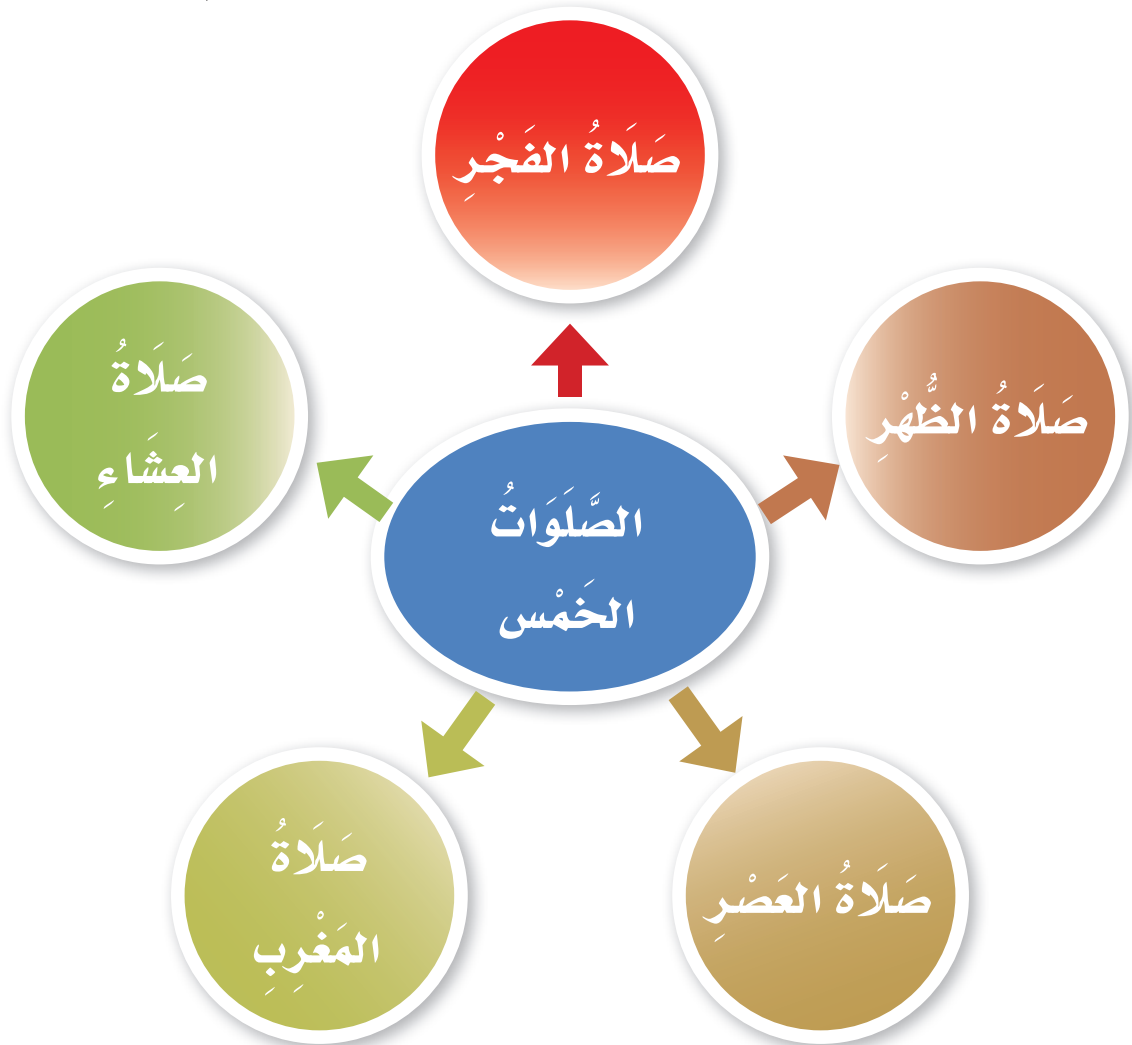 صَلَاةُ الفَجْرِ
صَلَاةُ الظُّهْرِ
صَلَاةُ العَصْرِ
صَلَاةُ
المَغْرِبِ
صَلَاةُ
العِشَاءِ
الصَّلَوَاتُ
الخَمْس